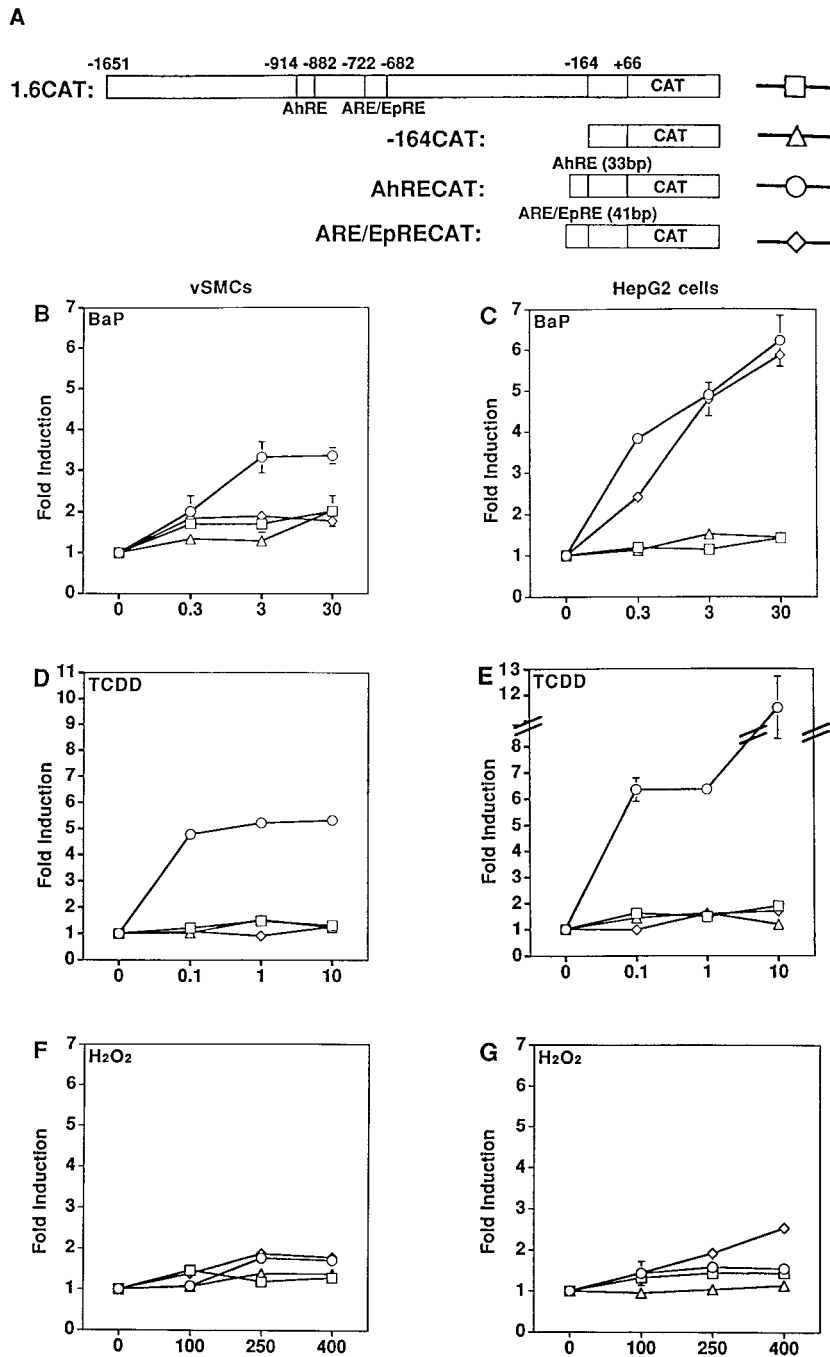 A
-1651 -914 -882 -722 -682 -164 +66
1.6CAT: CAT
AhRE ARE/EpRE
-164CAT: CAT
AhRE (33bp)
AhRECAT: CAT
ARE/EpRE (41bp)
ARE/EpRECAT: CAT
vSMCs HepG2 cells
B BaP
7
6
5
4
3
2
1
0
Fold Induction
0 0.3 3 30
C BaP
7
6
5
4
3
2
1
0
Fold Induction
0 0.3 3 30
D TCDD
11
10
9
8
7
6
5
4
3
2
1
0
Fold Induction
0 0.1 1 10
E TCDD
13
12
8
7
6
5
4
3
2
1
0
Fold Induction
0 0.1 1 10
F H2O2
7
6
5
4
3
2
1
0
Fold Induction
0 100 250 400
G H2O2
7
6
5
4
3
2
1
0
Fold Induction
0 100 250 400